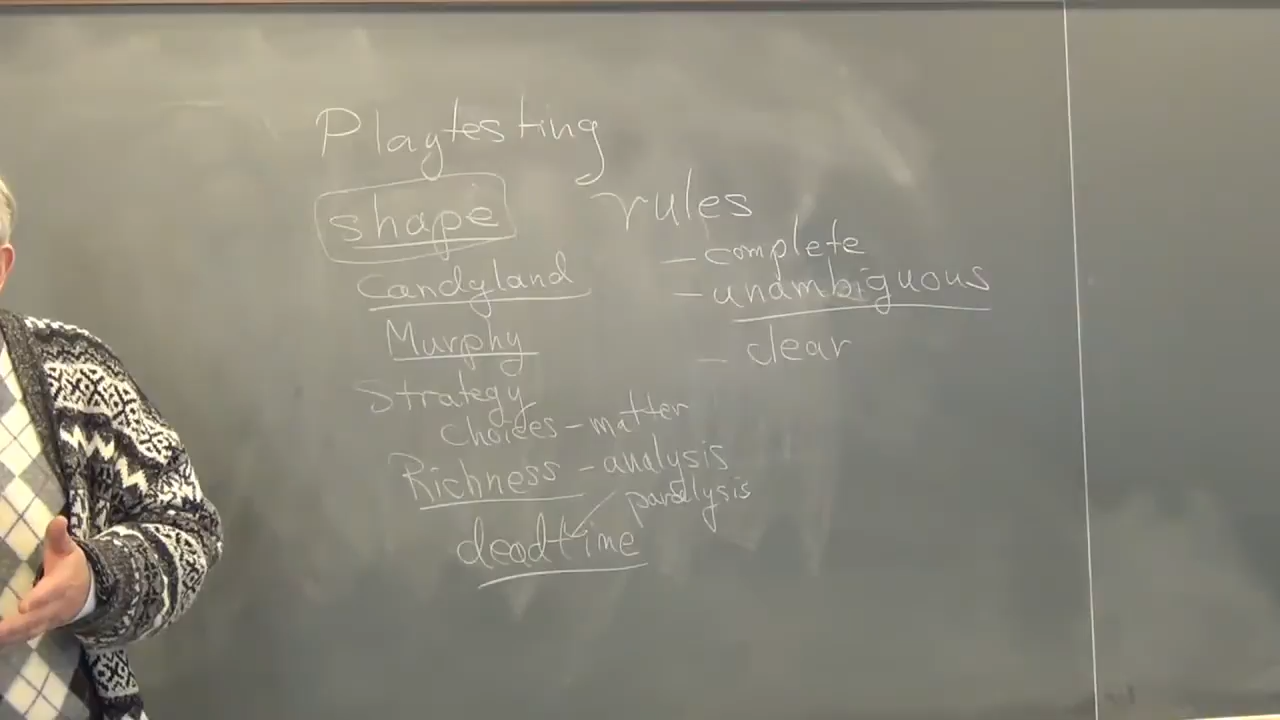 Playtesting
shape
Candyland
Murphy
Strategy
choices - matter
Richness - analysis
paralysis
deadtime
rules
- complete
- unambiguous
- clear